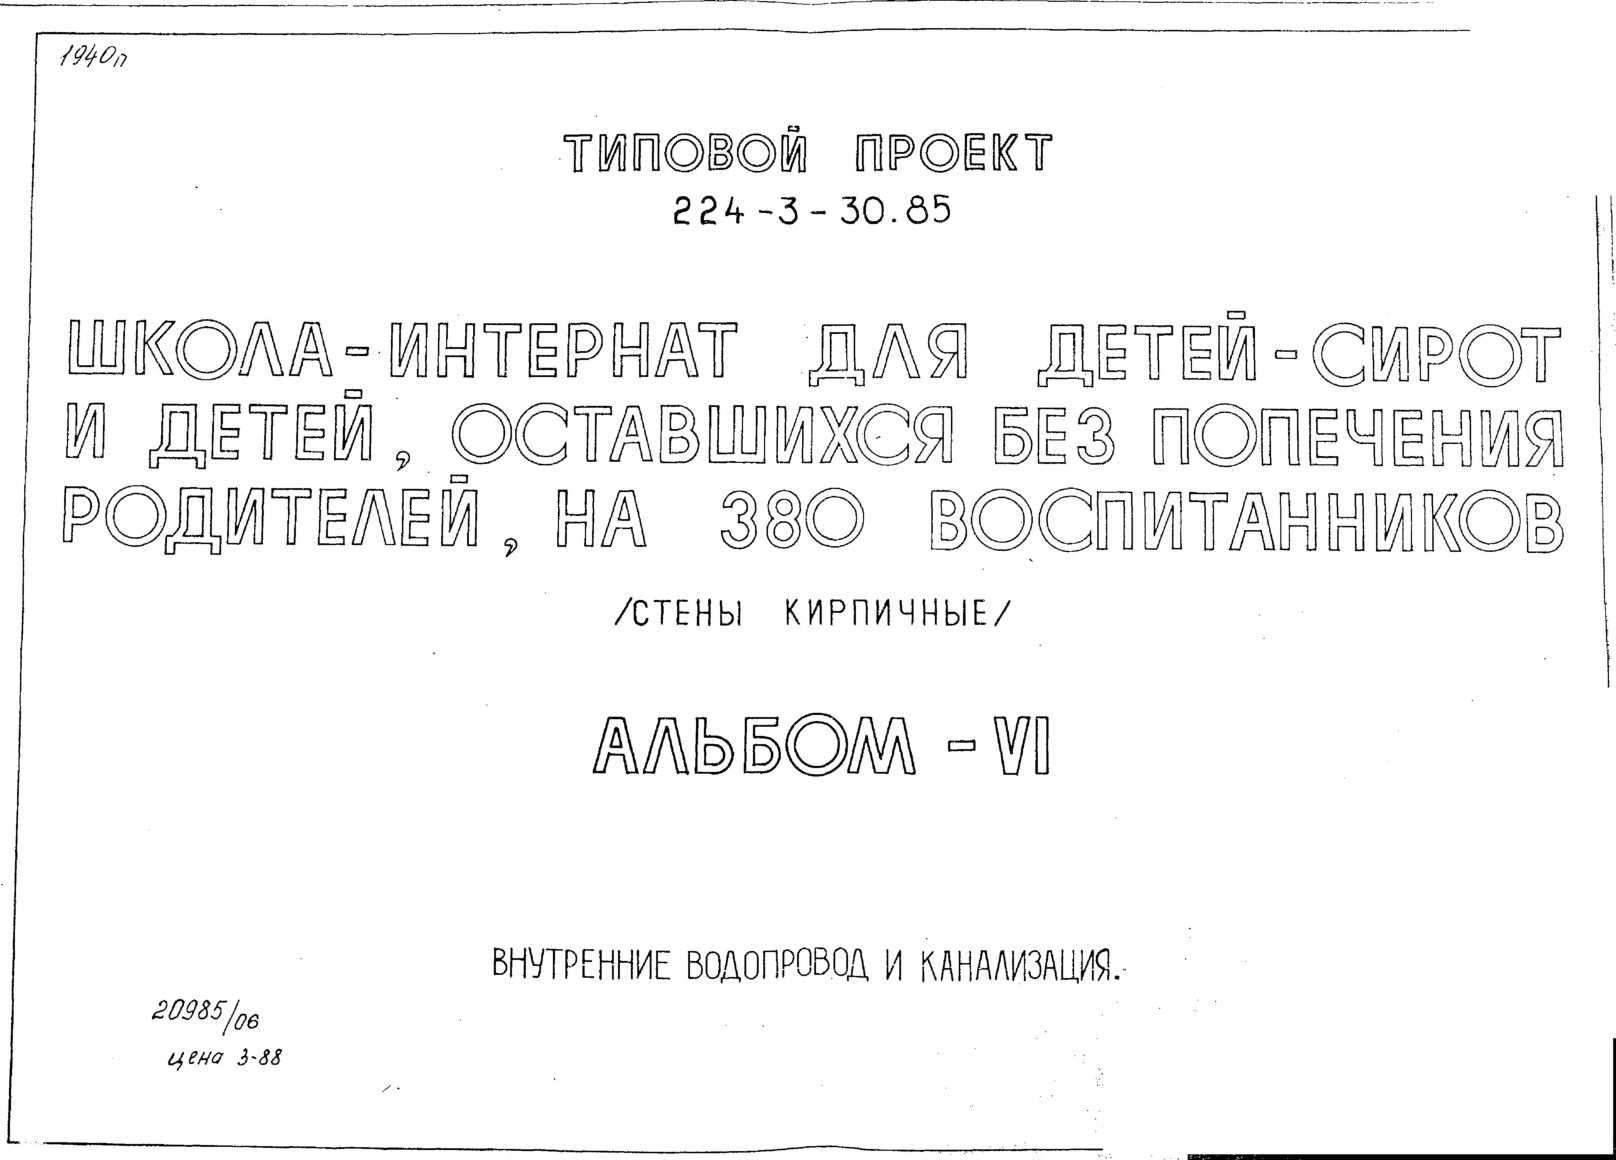 1940п
ТИПОВОЙ ПРОЕКТ
224-3-30.85
ШКОЛА-ИНТЕРНАТ ДЛЯ ДЕТЕЙ-СИРОТ
И ДЕТЕЙ, ОСТАВШИХСЯ БЕЗ ПОПЕЧЕНИЯ
РОДИТЕЛЕЙ, НА 380 ВОСПИТАННИКОВ
/СТЕНЫ КИРПИЧНЫЕ/
АЛЬБОМ - VI
ВНУТРЕННИЕ ВОДОПРОВОД И КАНАЛИЗАЦИЯ.
20985/06
цена 3-88